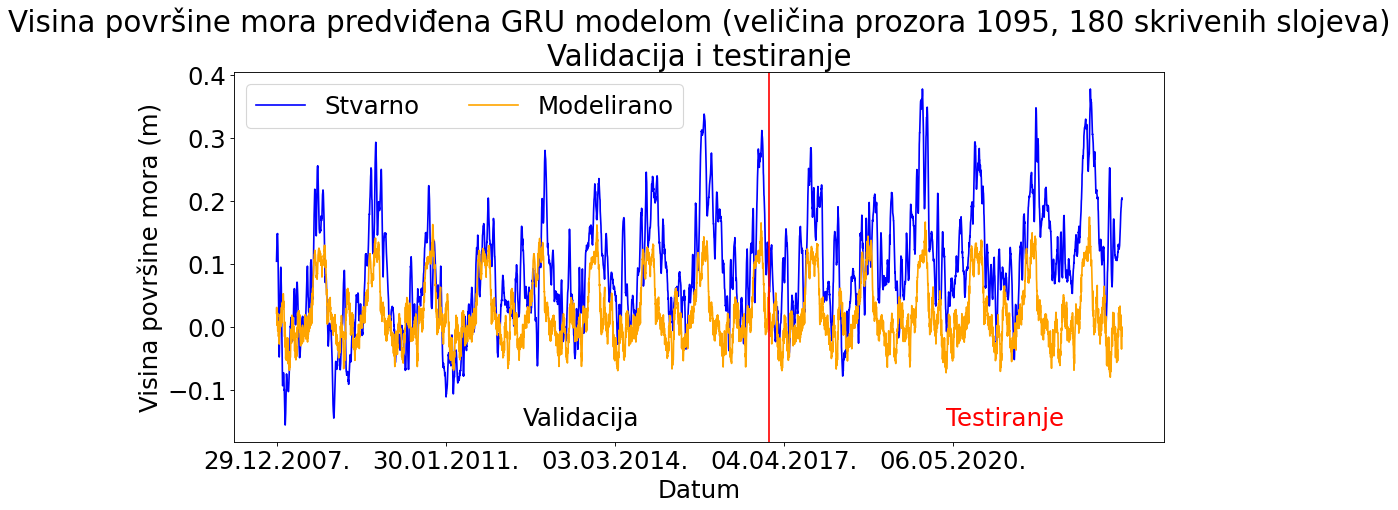 Visina površine mora predviđena GRU modelom (veličina prozora 1095, 180 skrivenih slojeva)
Validacija i testiranje
Stvarno
Modelirano
Visina površine mora (m)
0.4
0.3
0.2
0.1
0.0
−0.1
Validacija
Testiranje
29.12.2007.
30.01.2011.
03.03.2014.
04.04.2017.
06.05.2020.
Datum